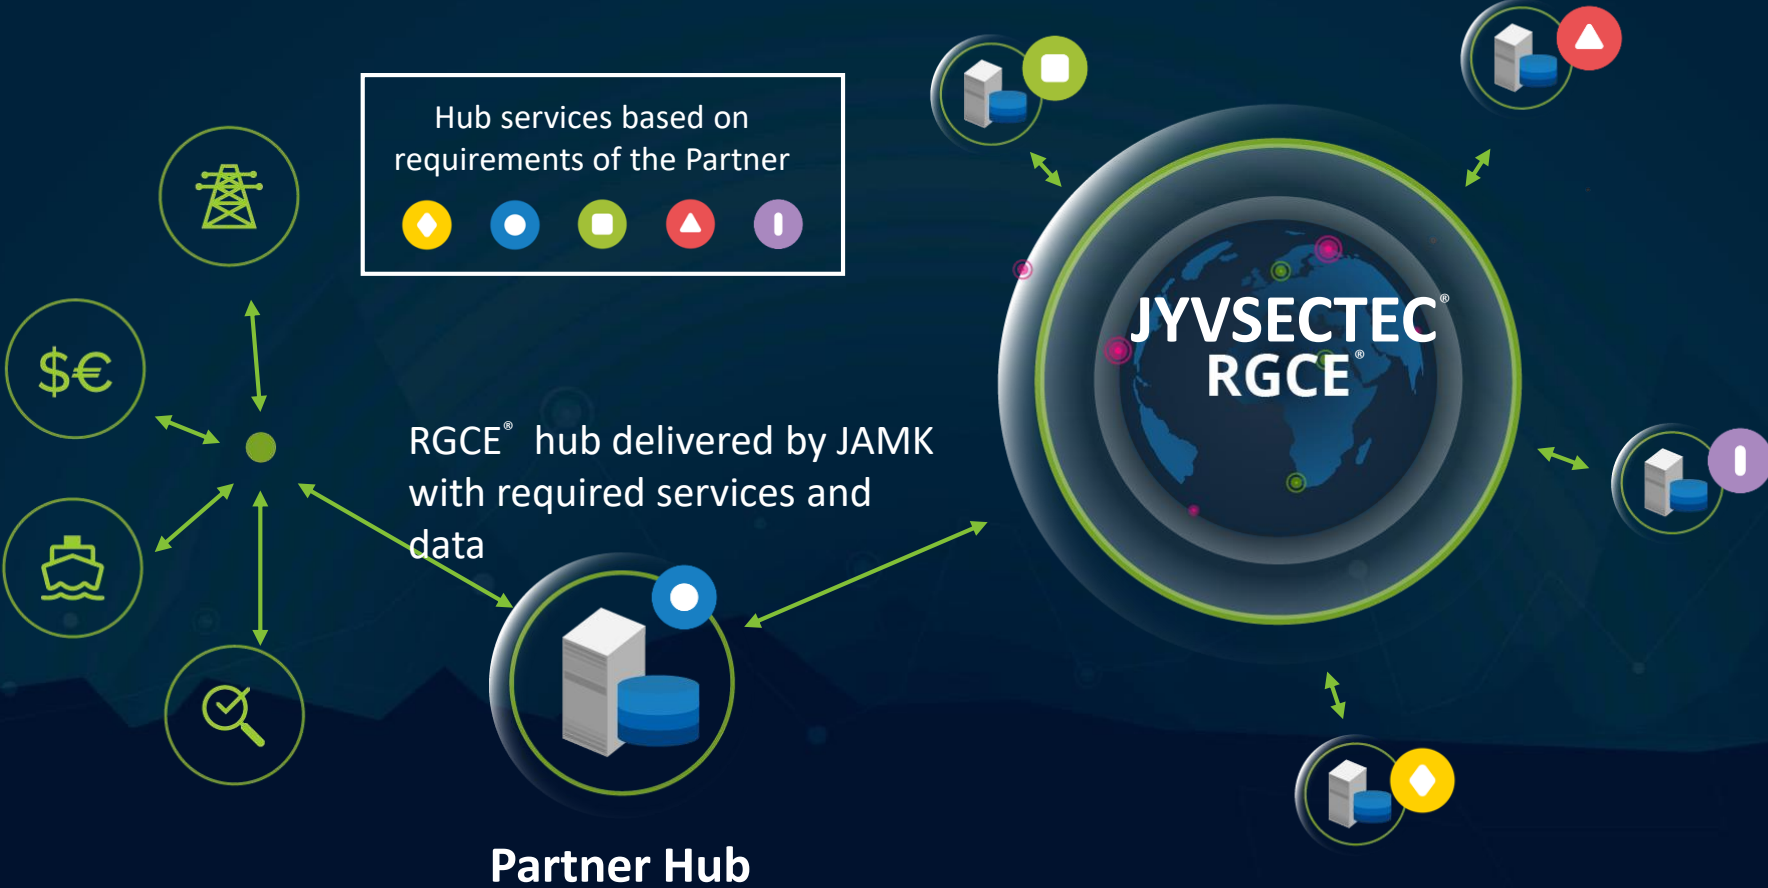 Hub services based on
requirements of the Partner
$€
JYVSECTEC®
RGCE®
RGCE® hub delivered by JAMK
with required services and
data
Partner Hub